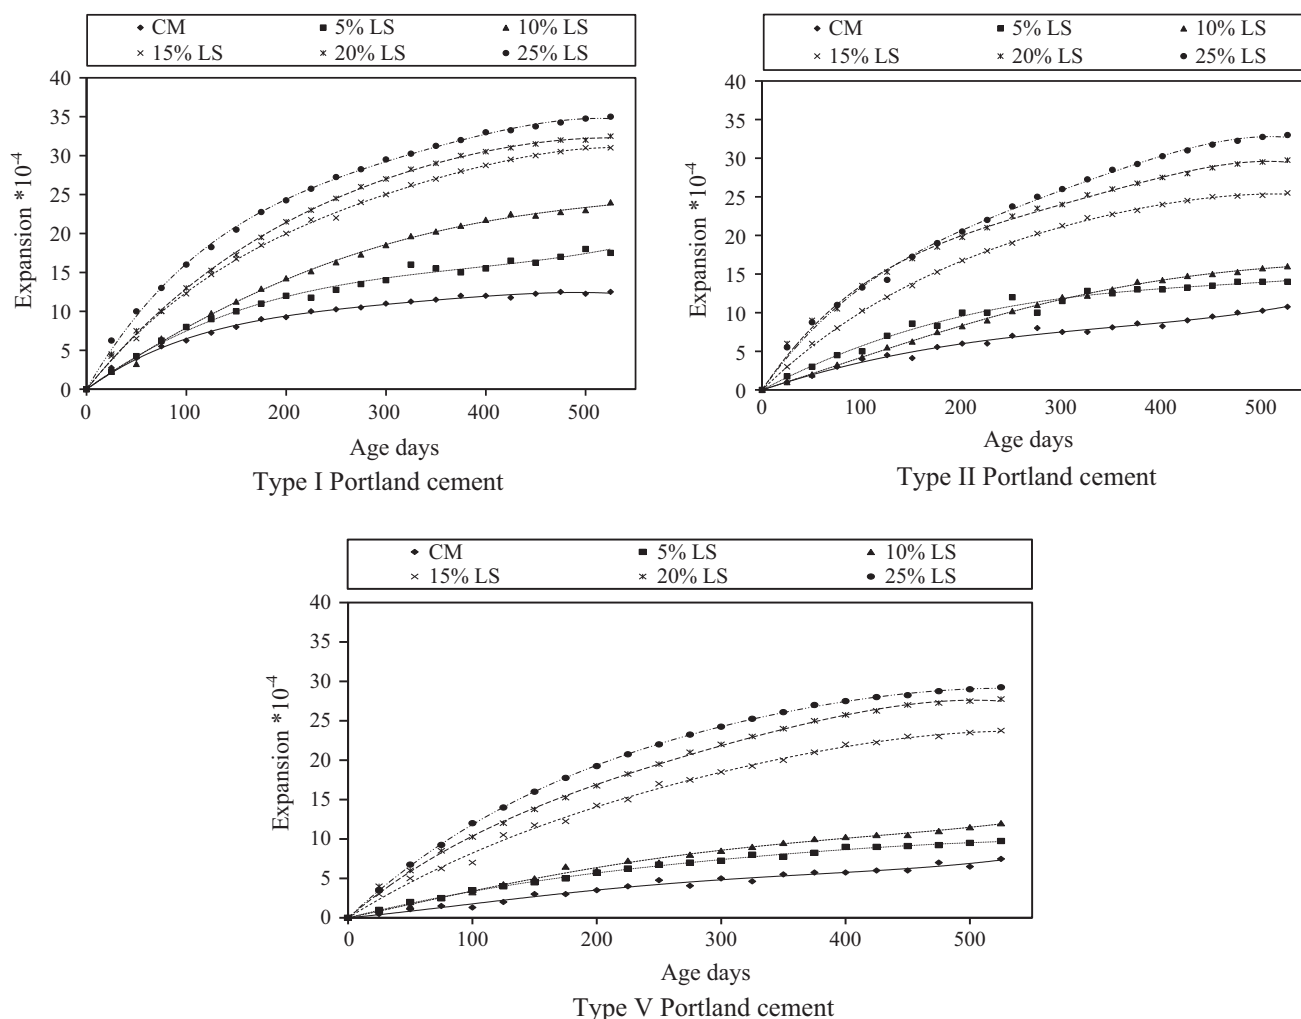 CM 5% LS 10% LS
15% LS 20% LS 25% LS
40
35
30
25
20
15
10
5
0
0 100 200 300 400 500
Expansion *10-4
Age days
Type I Portland cement
CM 5% LS 10% LS
15% LS 20% LS 25% LS
40
35
30
25
20
15
10
5
0
0 100 200 300 400 500
Expansion *10-4
Age days
Type II Portland cement
CM 5% LS 10% LS
15% LS 20% LS 25% LS
40
35
30
25
20
15
10
5
0
0 100 200 300 400 500
Expansion *10-4
Age days
Type V Portland cement